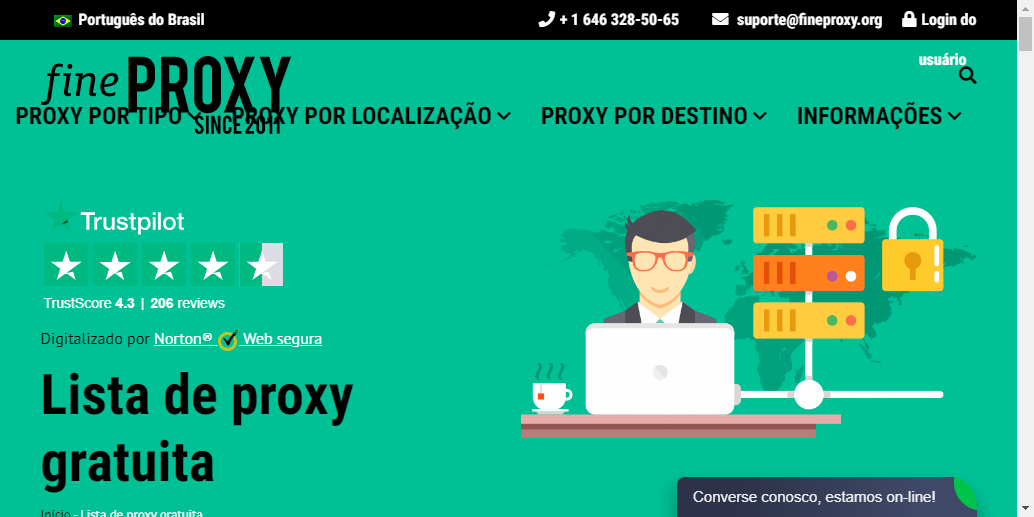 Português do Brasil
+ 1 646 328-50-65
suporte@fineproxy.org
Login do usuário
fine PROXY
SINCE 2011
PROXY POR TIPO
PROXY POR LOCALIZAÇÃO
PROXY POR DESTINO
INFORMAÇÕES
Trustpilot
TrustScore 4.3 | 206 reviews
Digitalizado por Norton® Web segura
Lista de proxy
gratuita
Início - Lista de proxy gratuita
Converse conosco, estamos on-line!